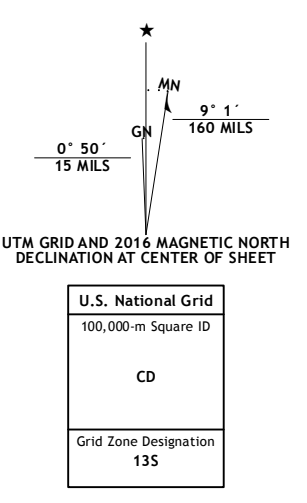 ★
MN
GN
9° 1´
160 MILS
0° 50´
15 MILS
UTM GRID AND 2016 MAGNETIC NORTH
DECLINATION AT CENTER OF SHEET
U.S. National Grid
100,000-m Square ID
CD
Grid Zone Designation
13S